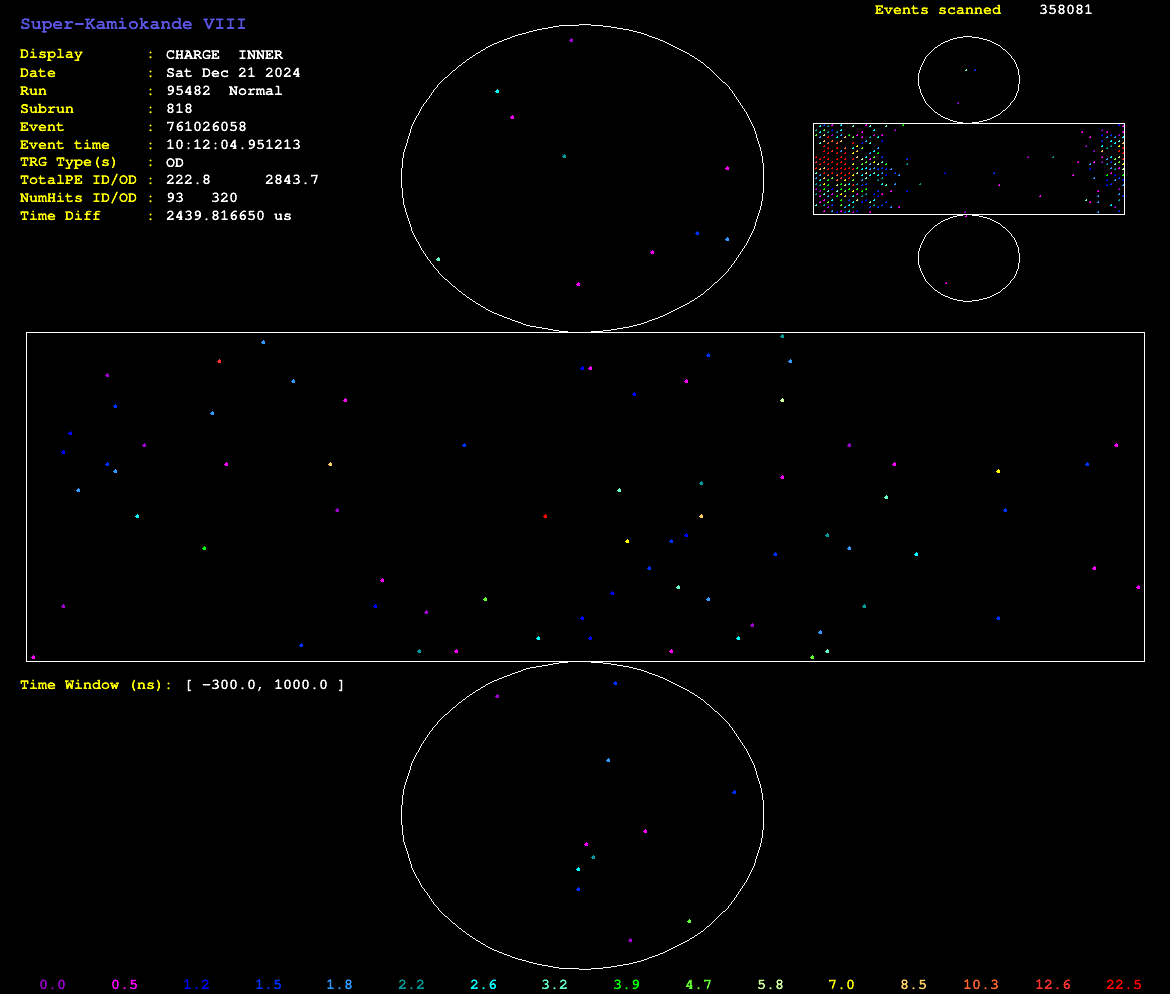 Super-Kamiokande VIII
Events scanned 358081
Display : CHARGE INNER
Date : Sat Dec 21 2024
Run : 95482 Normal
Subrun : 818
Event : 761026058
Event time : 10:12:04.951213
TRG Type(s) : OD
TotalPE ID/OD : 222.8 2843.7
NumHits ID/OD : 93 320
Time Diff : 2439.816650 us
Time Window (ns): [ −300.0, 1000.0 ]
0.0 0.5 1.2 1.5 1.8 2.2 2.6 3.2 3.9 4.7 5.8 7.0 8.5 10.3 12.6 22.5